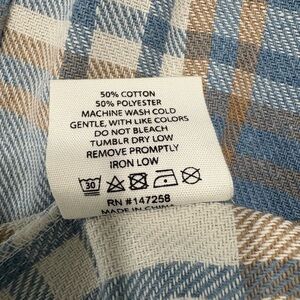 50% COTTON
50% POLYESTER
MACHINE WASH COLD
GENTLE, WITH LIKE COLORS
DO NOT BLEACH
TUMBLR DRY LOW
REMOVE PROMPTLY
IRON LOW
30
RN #147258
MADE IN CHINA